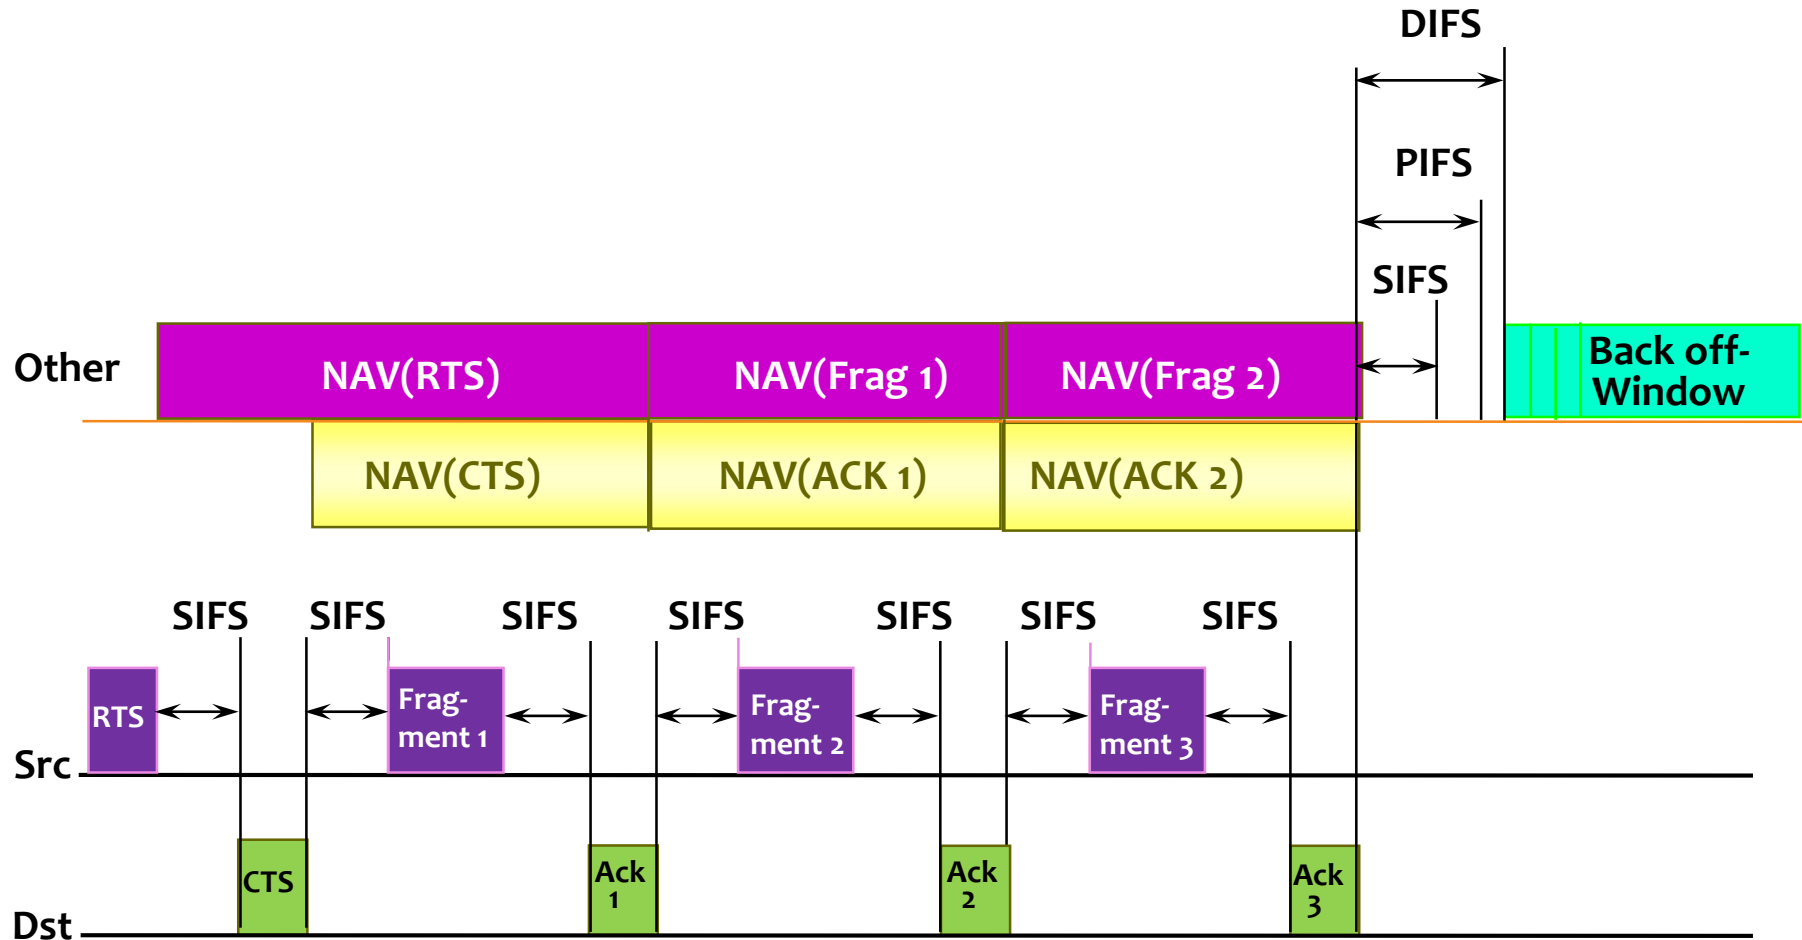 DIFS
PIFS
SIFS
Other
NAV(RTS)
NAV(Frag 1)
NAV(Frag 2)
Back off-
Window
NAV(CTS)
NAV(ACK 1)
NAV(ACK 2)
SIFS
SIFS
SIFS
SIFS
SIFS
SIFS
SIFS
RTS
Frag-
ment 1
Frag-
ment 2
Frag-
ment 3
Src
CTS
Ack
1
Ack
2
Ack
3
Dst